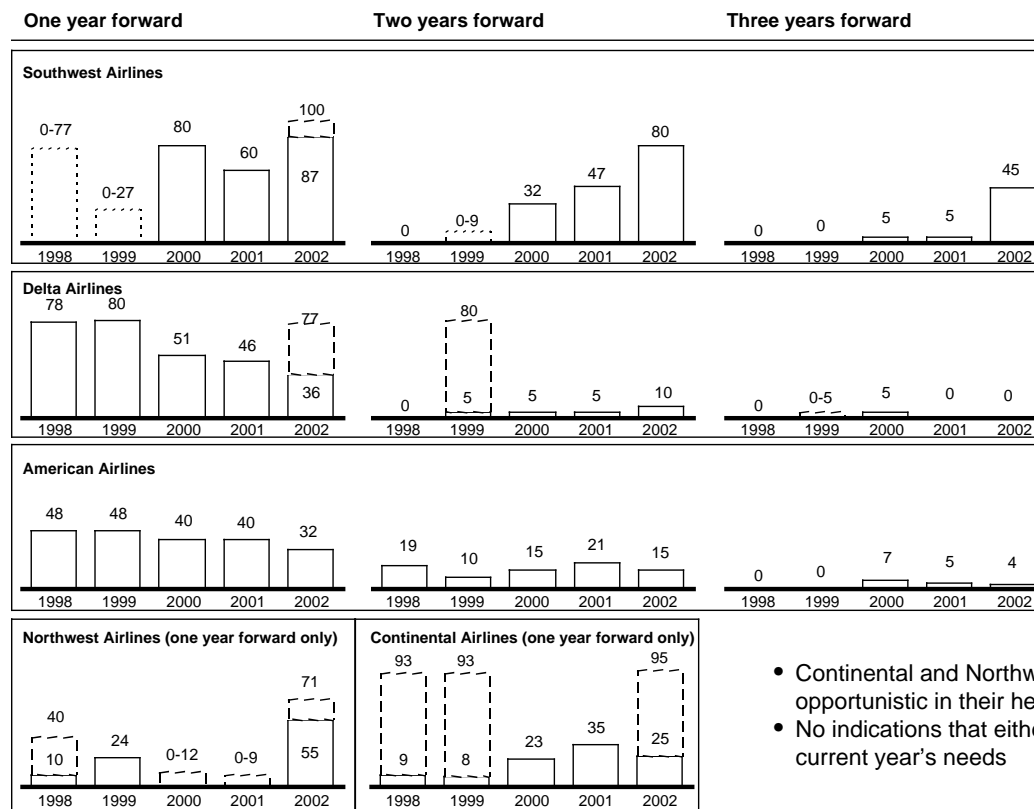 One year forward Two years forward Three years forward
Southwest Airlines
0-77 0-27 80 60 100 87
0 0-9 32 47 80
0 0 5 5 45
1998 1999 2000 2001 2002 1998 1999 2000 2001 2002 1998 1999 2000 2001 2002
Delta Airlines
78 80 51 46 77 36
0 80 5 5 5 10
0 0-5 5 0 0
1998 1999 2000 2001 2002 1998 1999 2000 2001 2002 1998 1999 2000 2001 2002
American Airlines
48 48 40 40 32
19 10 15 21 15
0 0 7 5 4
1998 1999 2000 2001 2002 1998 1999 2000 2001 2002 1998 1999 2000 2001 2002
Northwest Airlines (one year forward only)
40 10 24 0-12 0-9 71 55
1998 1999 2000 2001 2002
Continental Airlines (one year forward only)
93 9 93 8 23 35 95 25
1998 1999 2000 2001 2002
• Continental and Northw
opportunistic in their he
• No indications that eithe
current year's needs